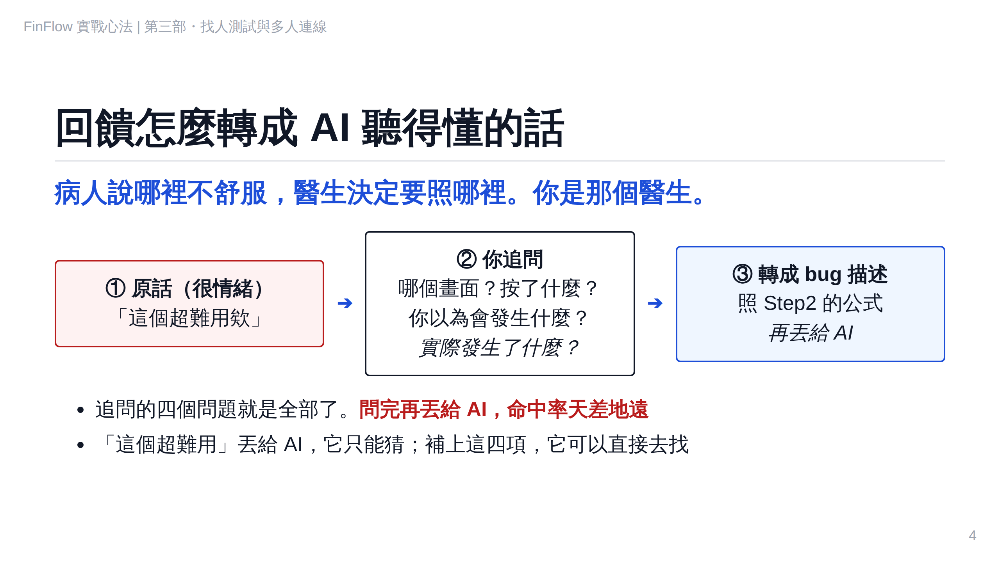 FinFlow 實戰心法 | 第三部・找人測試與多人連線
回饋怎麼轉成 AI 聽得懂的話
病人說哪裡不舒服，醫生決定要照哪裡。你是那個醫生。
① 原話（很情緒）
「這個超難用欸」
➔
② 你追問
哪個畫面？按了什麼？
你以為會發生什麼？
實際發生了什麼？
➔
③ 轉成 bug 描述
照 Step2 的公式
再丟給 AI
• 追問的四個問題就是全部了。問完再丟給 AI，命中率天差地遠
• 「這個超難用」丟給 AI，它只能猜；補上這四項，它可以直接去找
4